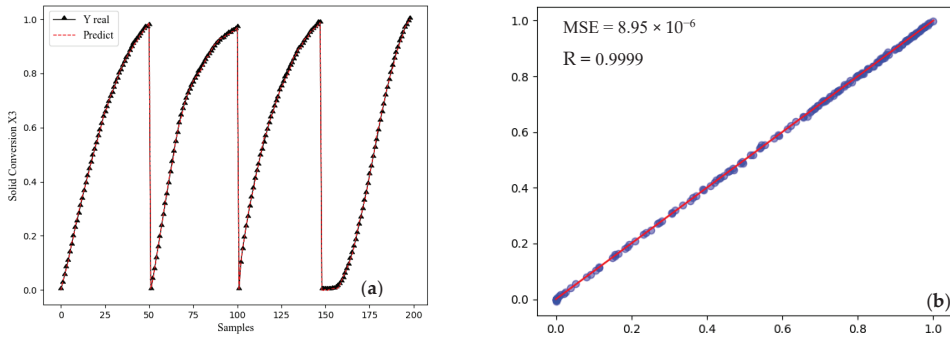 Y real
Predict
1.0
0.8
0.6
0.4
0.2
0.0
Solid Conversion X3
0 25 50 75 100 125 150 175 200
Samples
(a)
MSE = 8.95 × 10⁻⁶
R = 0.9999
1.0
0.8
0.6
0.4
0.2
0.0
0.0 0.2 0.4 0.6 0.8 1.0
(b)